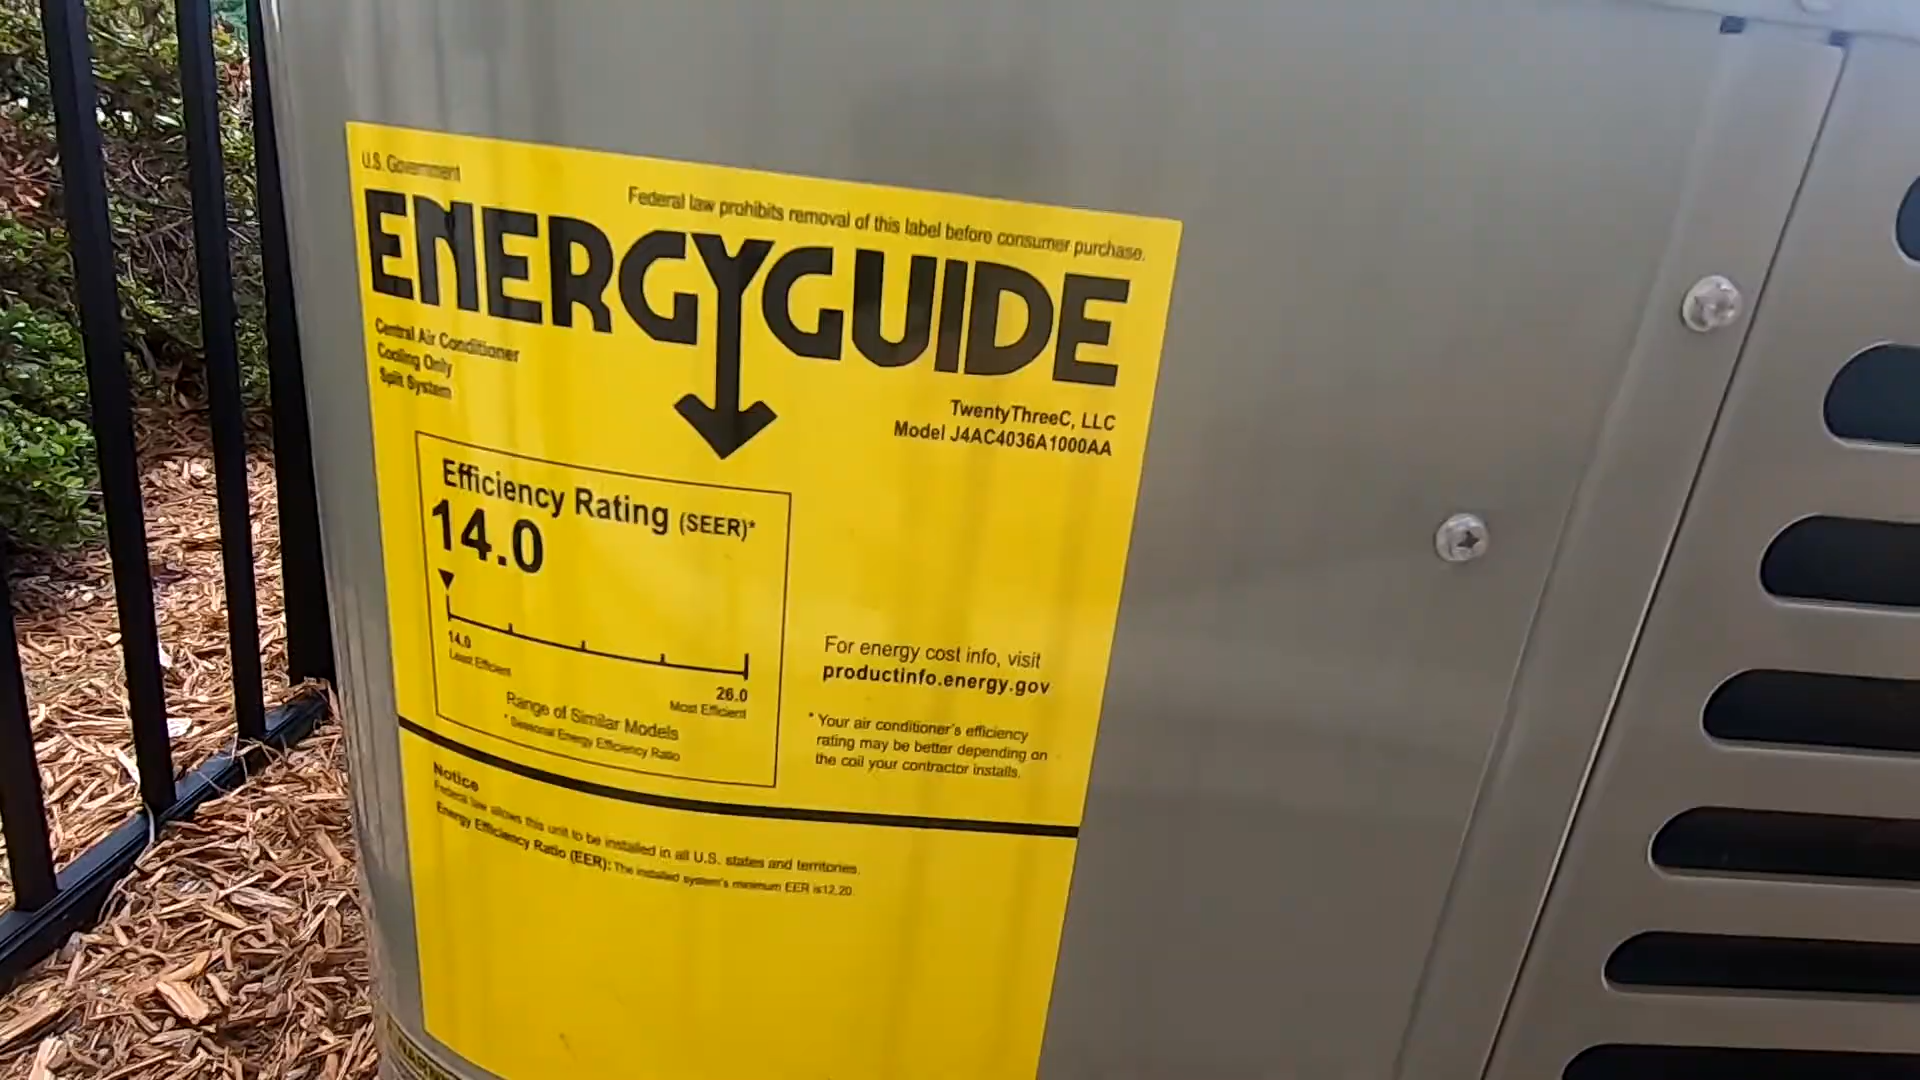 U.S. Government
Federal law prohibits removal of this label before consumer purchase.
ENERGYGUIDE
Central Air Conditioner
Cooling Only
Split System
TwentyThreeC, LLC
Model J4AC4036A1000AA
Efficiency Rating (SEER)*
14.0
14.0
Least Efficient
26.0
Most Efficient
Range of Similar Models
* Seasonal Energy Efficiency Ratio
For energy cost info, visit
productinfo.energy.gov
* Your air conditioner's efficiency
rating may be better depending on
the coil your contractor installs.
Notice
Federal law allows this unit to be installed in all U.S. states and territories.
Energy Efficiency Ratio (EER): The installed system's minimum EER is12.20